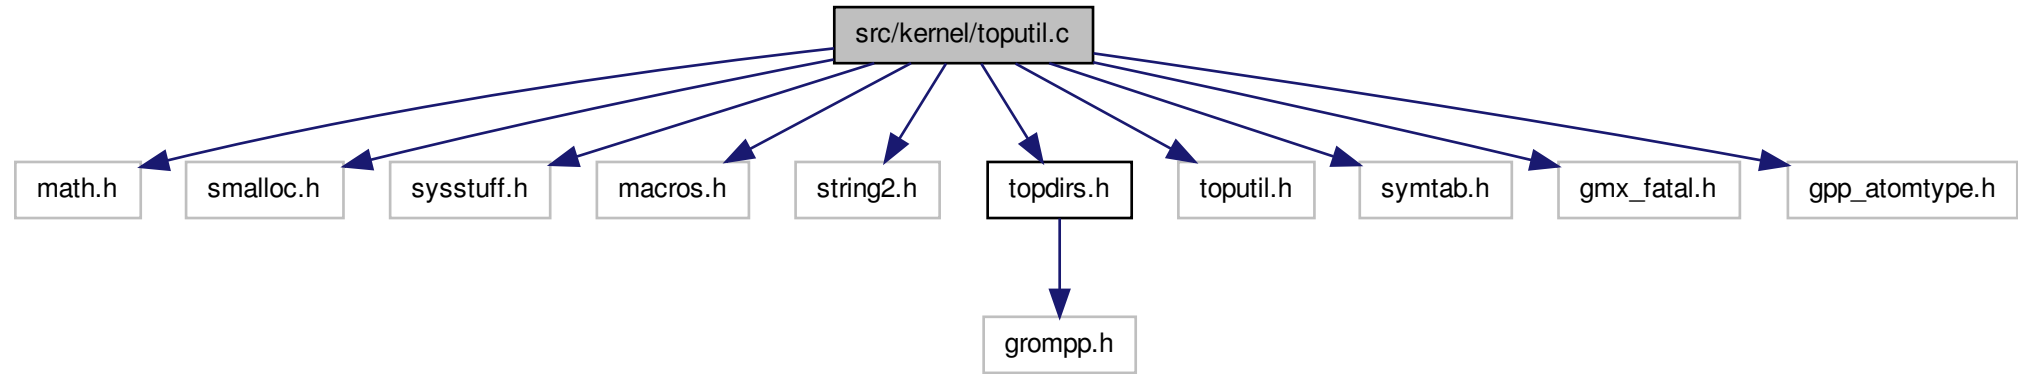 src/kernel/toputil.c
math.h
smalloc.h
sysstuff.h
macros.h
string2.h
topdirs.h
toputil.h
symtab.h
gmx_fatal.h
gpp_atomtype.h
grompp.h